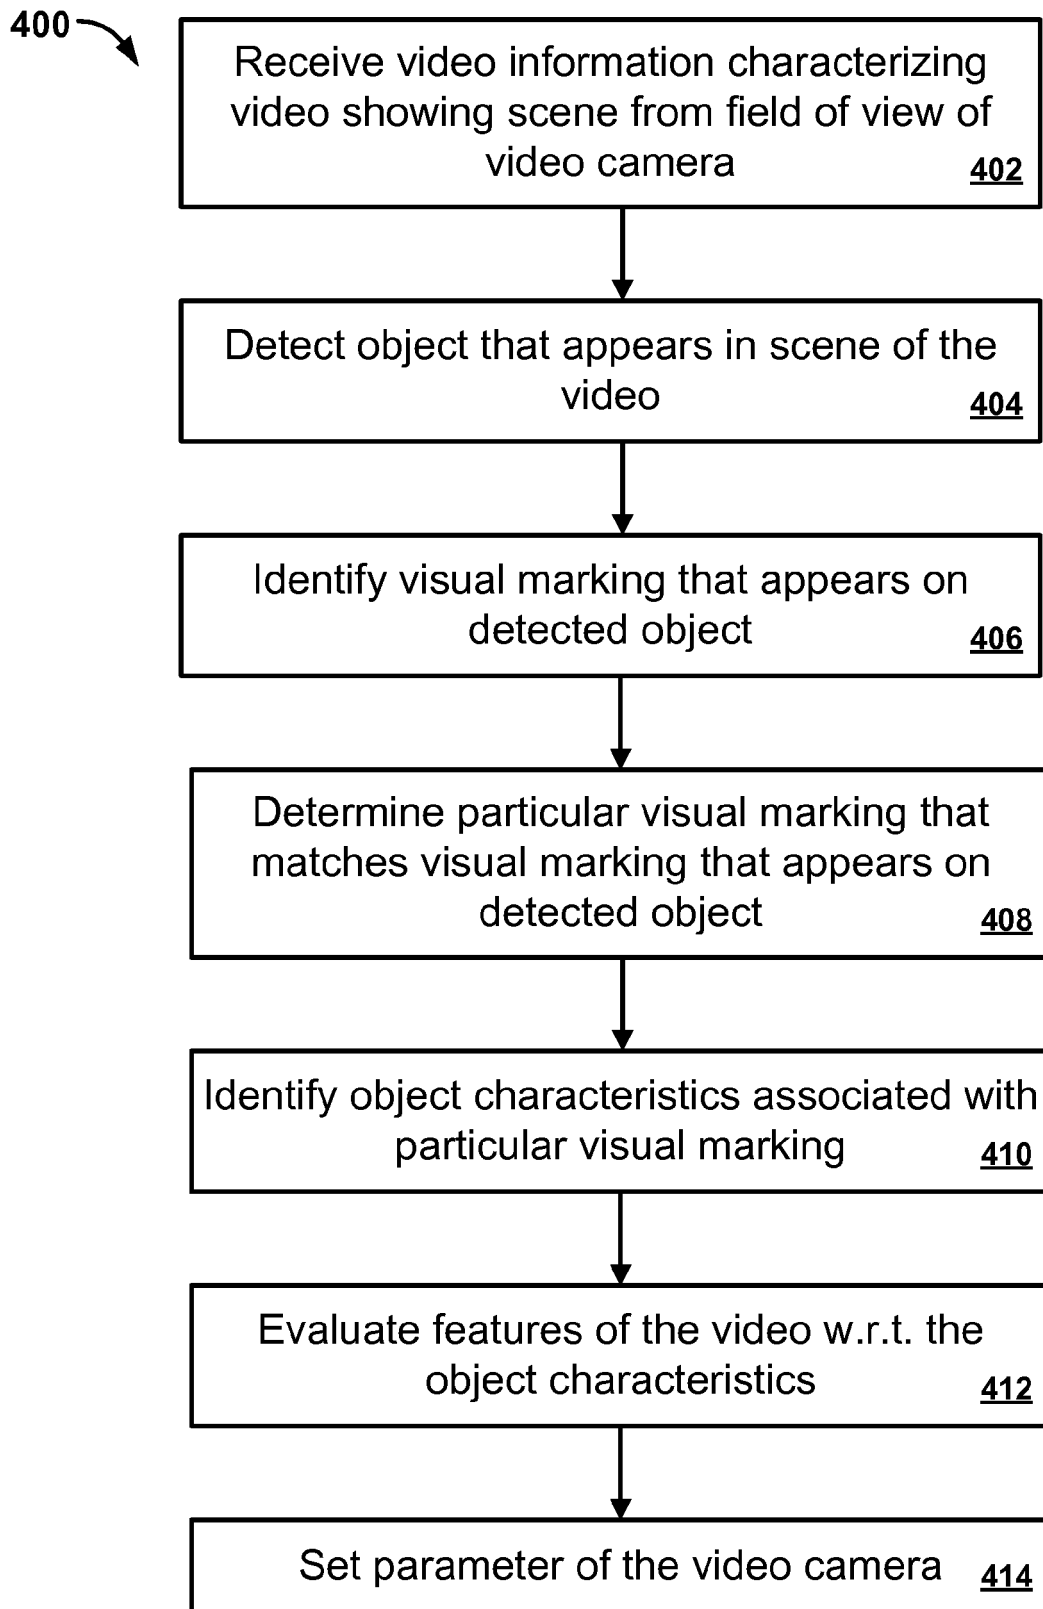 400
Receive video information characterizing
video showing scene from field of view of
video camera
402
Detect object that appears in scene of the
video
404
Identify visual marking that appears on
detected object
406
Determine particular visual marking that
matches visual marking that appears on
detected object
408
Identify object characteristics associated with
particular visual marking
410
Evaluate features of the video w.r.t. the
object characteristics
412
Set parameter of the video camera
414